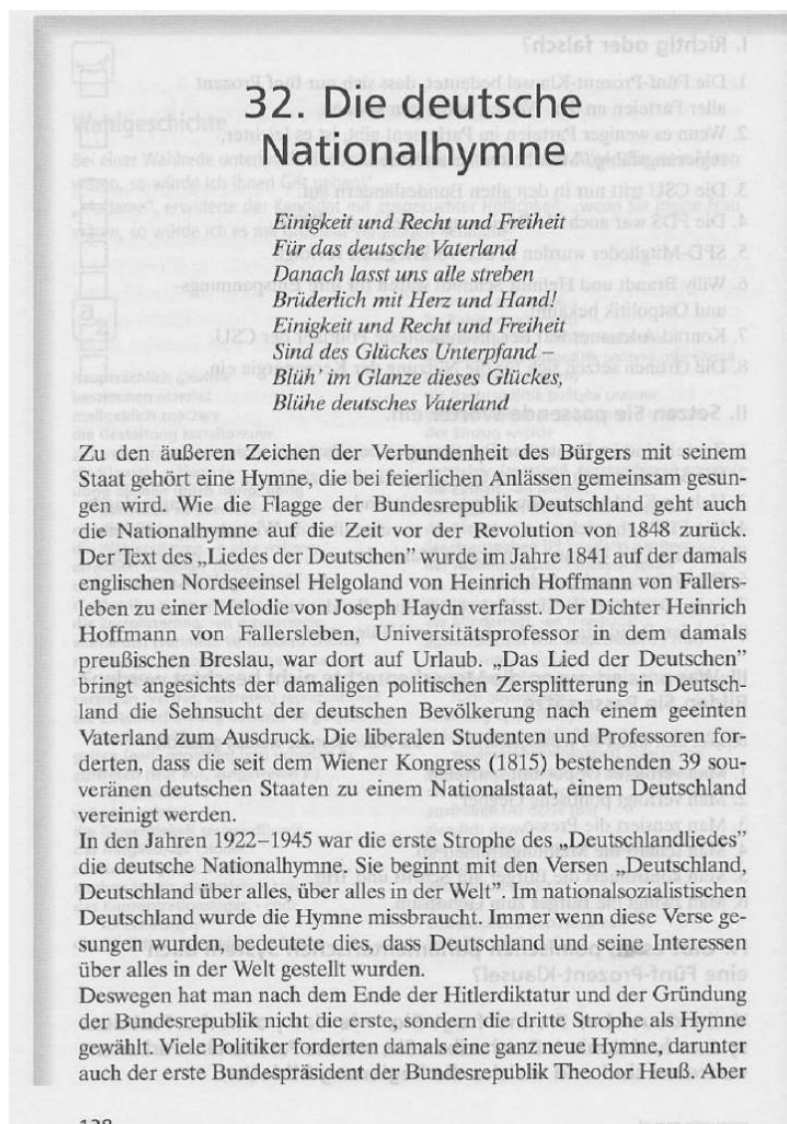 32. Die deutsche
Nationalhymne
Einigkeit und Recht und Freiheit
Für das deutsche Vaterland
Danach lasst uns alle streben
Brüderlich mit Herz und Hand!
Einigkeit und Recht und Freiheit
Sind des Glückes Unterpfand –
Blüh' im Glanze dieses Glückes,
Blühe deutsches Vaterland
Zu den äußeren Zeichen der Verbundenheit des Bürgers mit seinem
Staat gehört eine Hymne, die bei feierlichen Anlässen gemeinsam gesun-
gen wird. Wie die Flagge der Bundesrepublik Deutschland geht auch
die Nationalhymne auf die Zeit vor der Revolution von 1848 zurück.
Der Text des „Liedes der Deutschen” wurde im Jahre 1841 auf der damals
englischen Nordseeinsel Helgoland von Heinrich Hoffmann von Fallers-
leben zu einer Melodie von Joseph Haydn verfasst. Der Dichter Heinrich
Hoffmann von Fallersleben, Universitätsprofessor in dem damals
preußischen Breslau, war dort auf Urlaub. „Das Lied der Deutschen”
bringt angesichts der damaligen politischen Zersplitterung in Deutsch-
land die Sehnsucht der deutschen Bevölkerung nach einem geeinten
Vaterland zum Ausdruck. Die liberalen Studenten und Professoren for-
derten, dass die seit dem Wiener Kongress (1815) bestehenden 39 sou-
veränen deutschen Staaten zu einem Nationalstaat, einem Deutschland
vereinigt werden.
In den Jahren 1922–1945 war die erste Strophe des „Deutschlandliedes”
die deutsche Nationalhymne. Sie beginnt mit den Versen „Deutschland,
Deutschland über alles, über alles in der Welt”. Im nationalsozialistischen
Deutschland wurde die Hymne missbraucht. Immer wenn diese Verse ge-
sungen wurden, bedeutete dies, dass Deutschland und seine Interessen
über alles in der Welt gestellt wurden.
Deswegen hat man nach dem Ende der Hitlerdiktatur und der Gründung
der Bundesrepublik nicht die erste, sondern die dritte Strophe als Hymne
gewählt. Viele Politiker forderten damals eine ganz neue Hymne, darunter
auch der erste Bundespräsident der Bundesrepublik Theodor Heuß. Aber